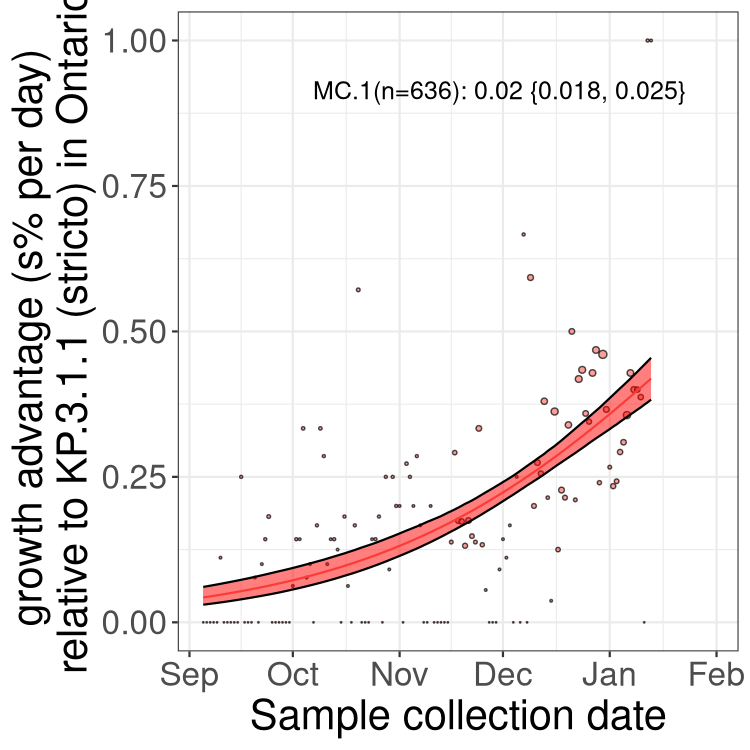 growth advantage (s% per day)
relative to KP.3.1.1 (stricto) in Ontario
1.00
0.75
0.50
0.25
0.00
MC.1(n=636): 0.02 {0.018, 0.025}
Sep Oct Nov Dec Jan Feb
Sample collection date